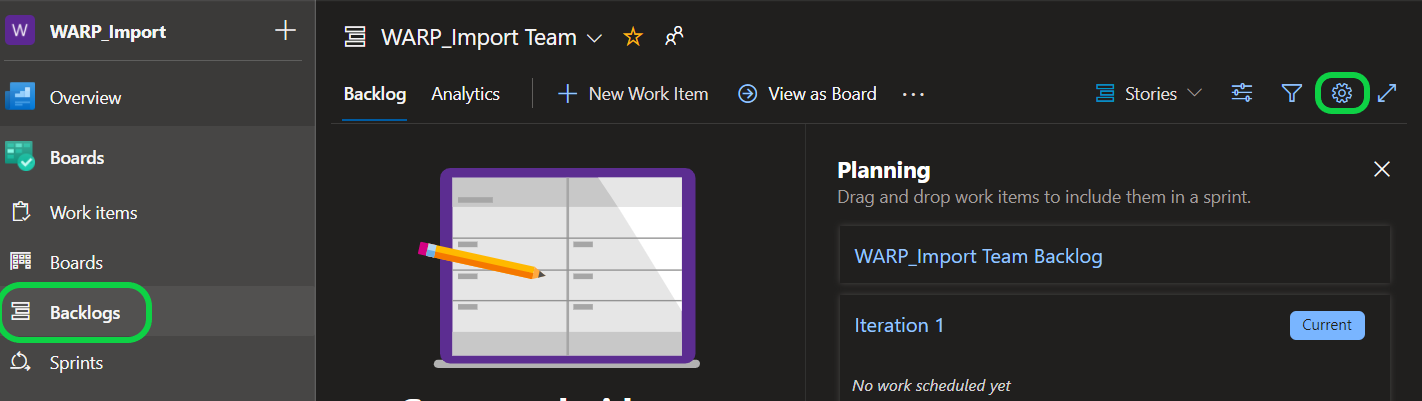 W WARP_Import
Overview
Boards
Work items
Boards
Backlogs
Sprints
WARP_Import Team
Backlog Analytics New Work Item View as Board Stories
Planning
Drag and drop work items to include them in a sprint.
WARP_Import Team Backlog
Iteration 1 Current
No work scheduled yet